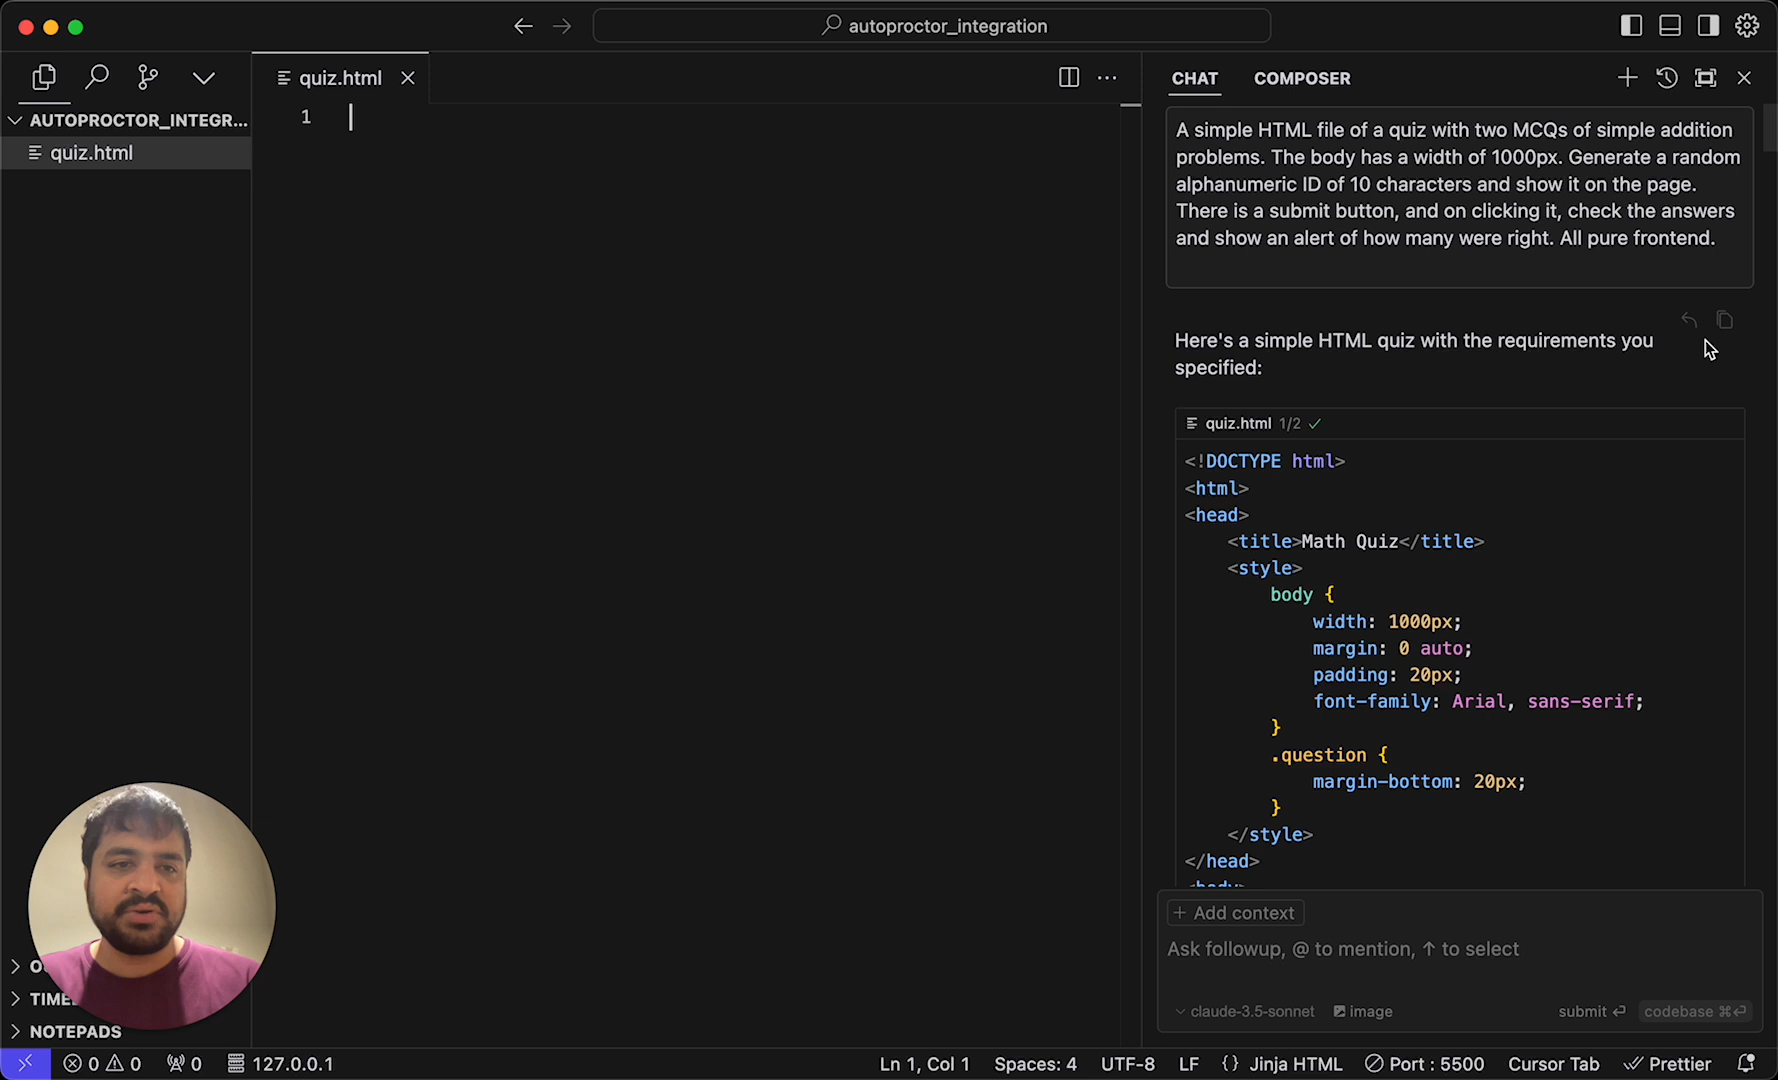 autoproctor_integration
AUTOPROCTOR_INTEGR...
quiz.html
quiz.html
1
CHAT
COMPOSER
A simple HTML file of a quiz with two MCQs of simple addition
problems. The body has a width of 1000px. Generate a random
alphanumeric ID of 10 characters and show it on the page.
There is a submit button, and on clicking it, check the answers
and show an alert of how many were right. All pure frontend.
Here's a simple HTML quiz with the requirements you
specified:
quiz.html 1/2
<!DOCTYPE html>
<html>
<head>
<title>Math Quiz</title>
<style>
body {
width: 1000px;
margin: 0 auto;
padding: 20px;
font-family: Arial, sans-serif;
}
.question {
margin-bottom: 20px;
}
</style>
</head>
<body>
+ Add context
Ask followup, @ to mention, ↑ to select
claude-3.5-sonnet
image
submit ⏎
codebase ⌘⏎
TIME
NOTEPADS
0
0
0
127.0.0.1
Ln 1, Col 1
Spaces: 4
UTF-8
LF
{} Jinja HTML
Port : 5500
Cursor Tab
Prettier